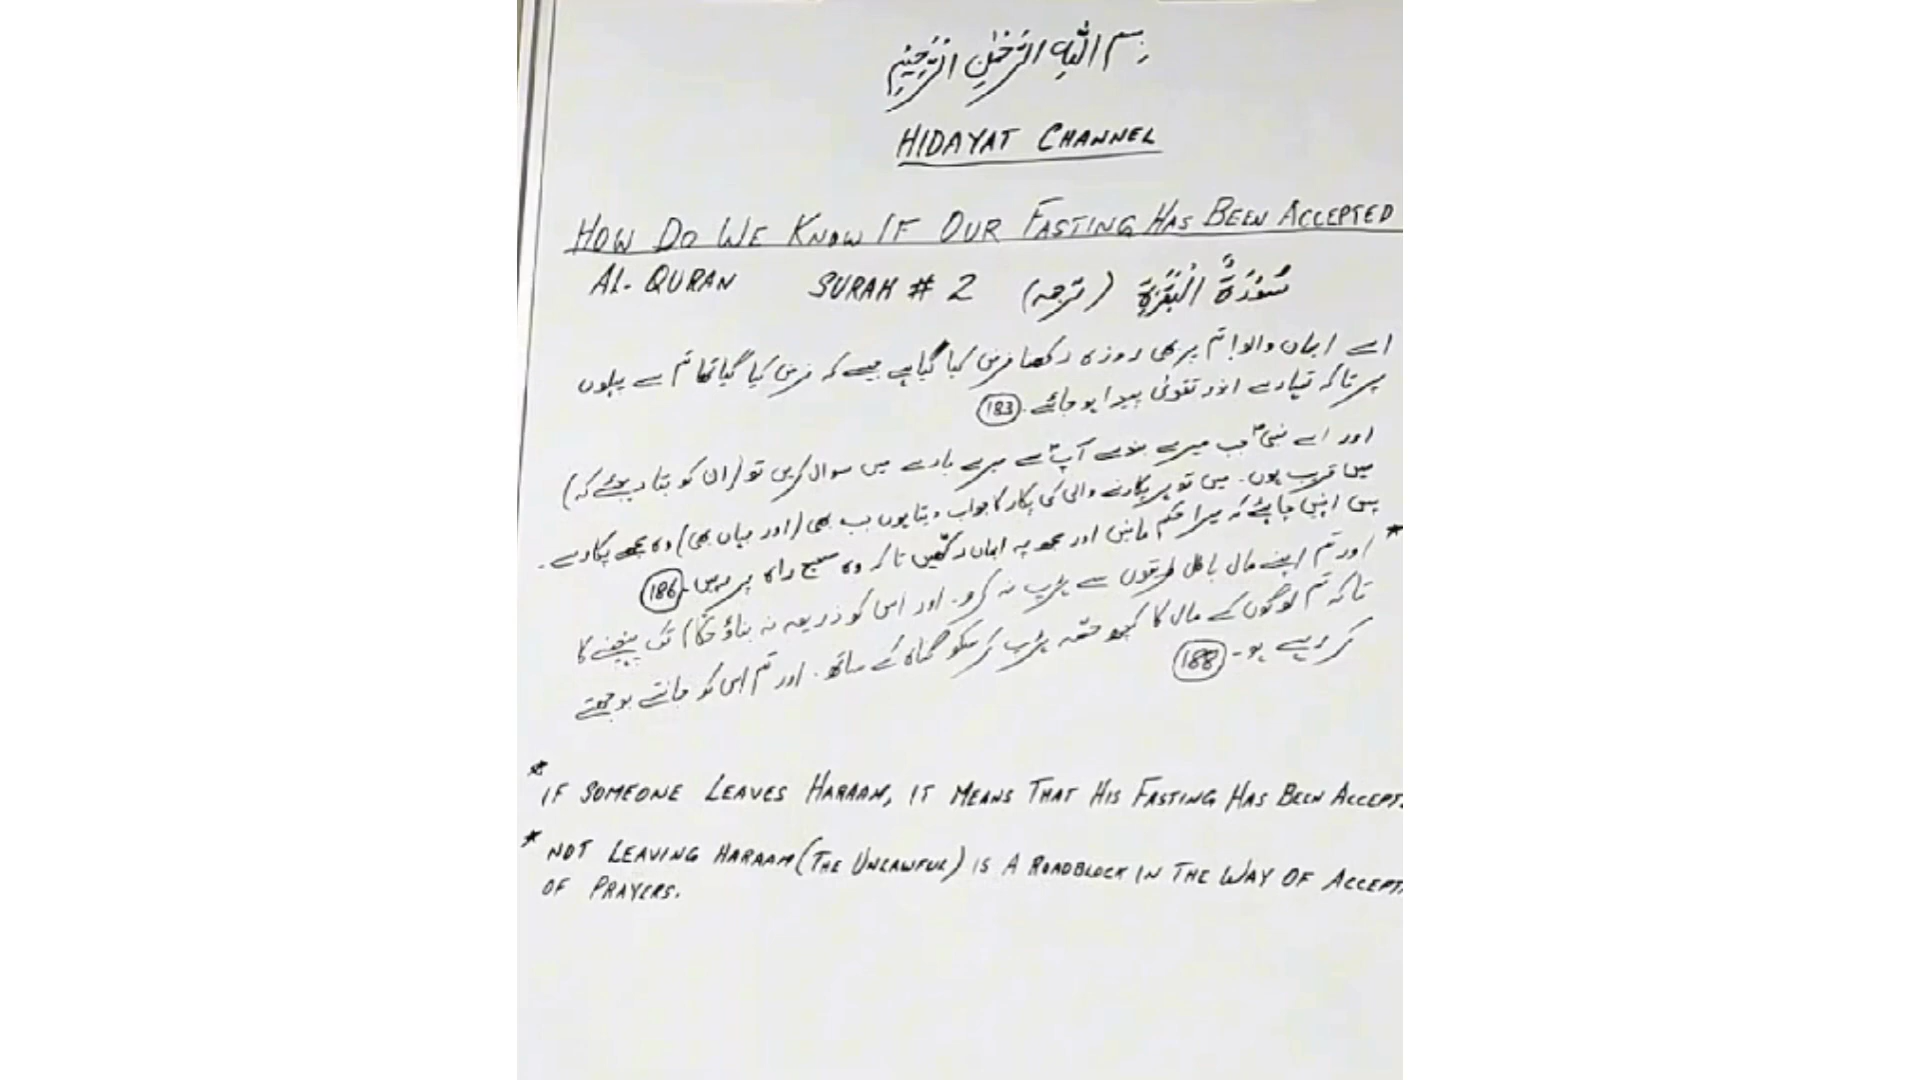 بِسْمِ اللّٰهِ الرَّحْمٰنِ الرَّحِيْمِ
HIDAYAT CHANNEL
HOW DO WE KNOW IF OUR FASTING HAS BEEN ACCEPTED
AL-QURAN SURAH # 2 سُوْرَةُ الْبَقَرَةِ (ترجمہ)
اے ایمان والو! تم پر بھی روزہ رکھنا فرض کیا گیا ہے جیسے کہ فرض کیا گیا تھا تم سے پہلوں
پر تاکہ تمہارے اندر تقویٰ پیدا ہو جائے۔ 183
اور اے نبیؐ جب میرے بندے آپؐ سے میرے بارے میں سوال کریں تو (ان کو بتا دیجئے کہ)
میں قریب ہوں۔ میں تو ہر پکارنے والی کی پکار کا جواب دیتا ہوں جب بھی (اور جہاں بھی) وہ مجھے پکارے۔
پس انہیں چاہئے کہ میرا حکم مانیں اور مجھ پہ ایمان رکھیں تاکہ وہ صحیح راہ پر رہیں۔ 186
* اور تم اپنے مال باطل طریقوں سے ہڑپ نہ کرو۔ اور اس کو ذریعہ نہ بناؤ حکام تک پہنچنے کا
تاکہ تم لوگوں کے مال کا کچھ حصہ ہڑپ کر سکو گناہ کے ساتھ۔ اور تم اس کو جانتے بوجھتے
کر رہے ہو۔ 188
* IF SOMEONE LEAVES HARAAM, IT MEANS THAT HIS FASTING HAS BEEN ACCEPT
* NOT LEAVING HARAAM (THE UNLAWFUL) IS A ROADBLOCK IN THE WAY OF ACCEPT
OF PRAYERS.